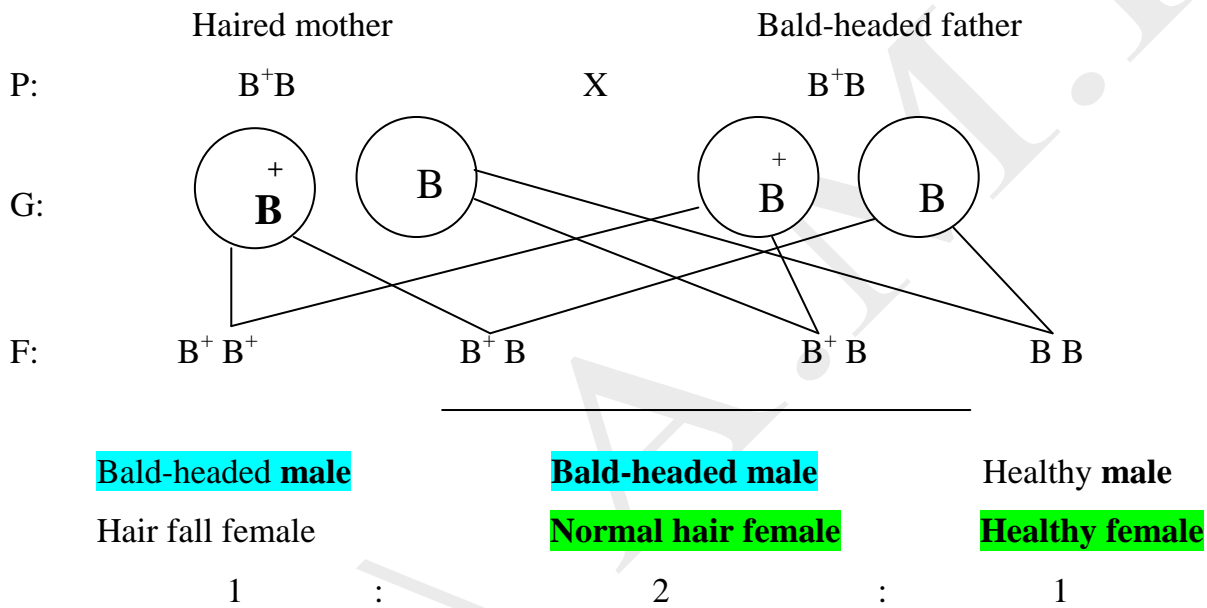 Haired mother Bald-headed father
P: B⁺B X B⁺B
G: B⁺ B B⁺ B
F: B⁺ B⁺ B⁺ B B⁺ B B B
Bald-headed male Bald-headed male Healthy male
Hair fall female Normal hair female Healthy female
1 : 2 : 1